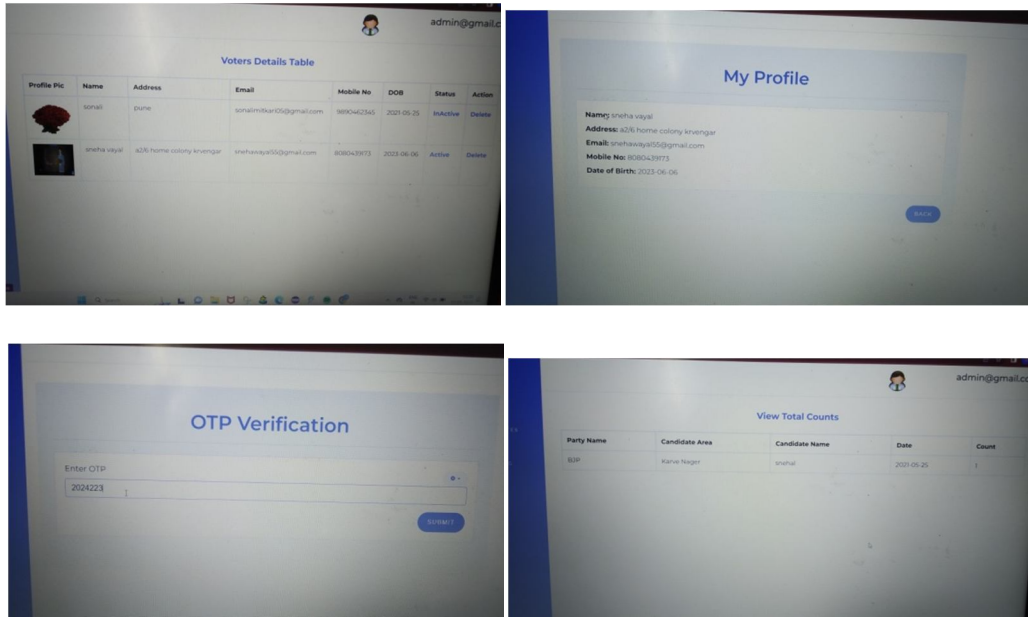 admin@gmail.c
Voters Details Table
Profile Pic Name Address Email Mobile No DOB Status Action
sonali pune sonalimitkari05@gmail.com 9890462345 2021-05-25 InActive Delete
sneha vayal a2/6 home colony krvengar snehawayal55@gmail.com 8080439173 2023-06-06 Active Delete
My Profile
Name: sneha vayal
Address: a2/6 home colony krvengar
Email: snehawayal55@gmail.com
Mobile No: 8080439173
Date of Birth: 2023-06-06
BACK
OTP Verification
Enter OTP
2024223
SUBMIT
admin@gmail.co
View Total Counts
Party Name Candidate Area Candidate Name Date Count
BJP Karve Nager snehal 2021-05-25 1